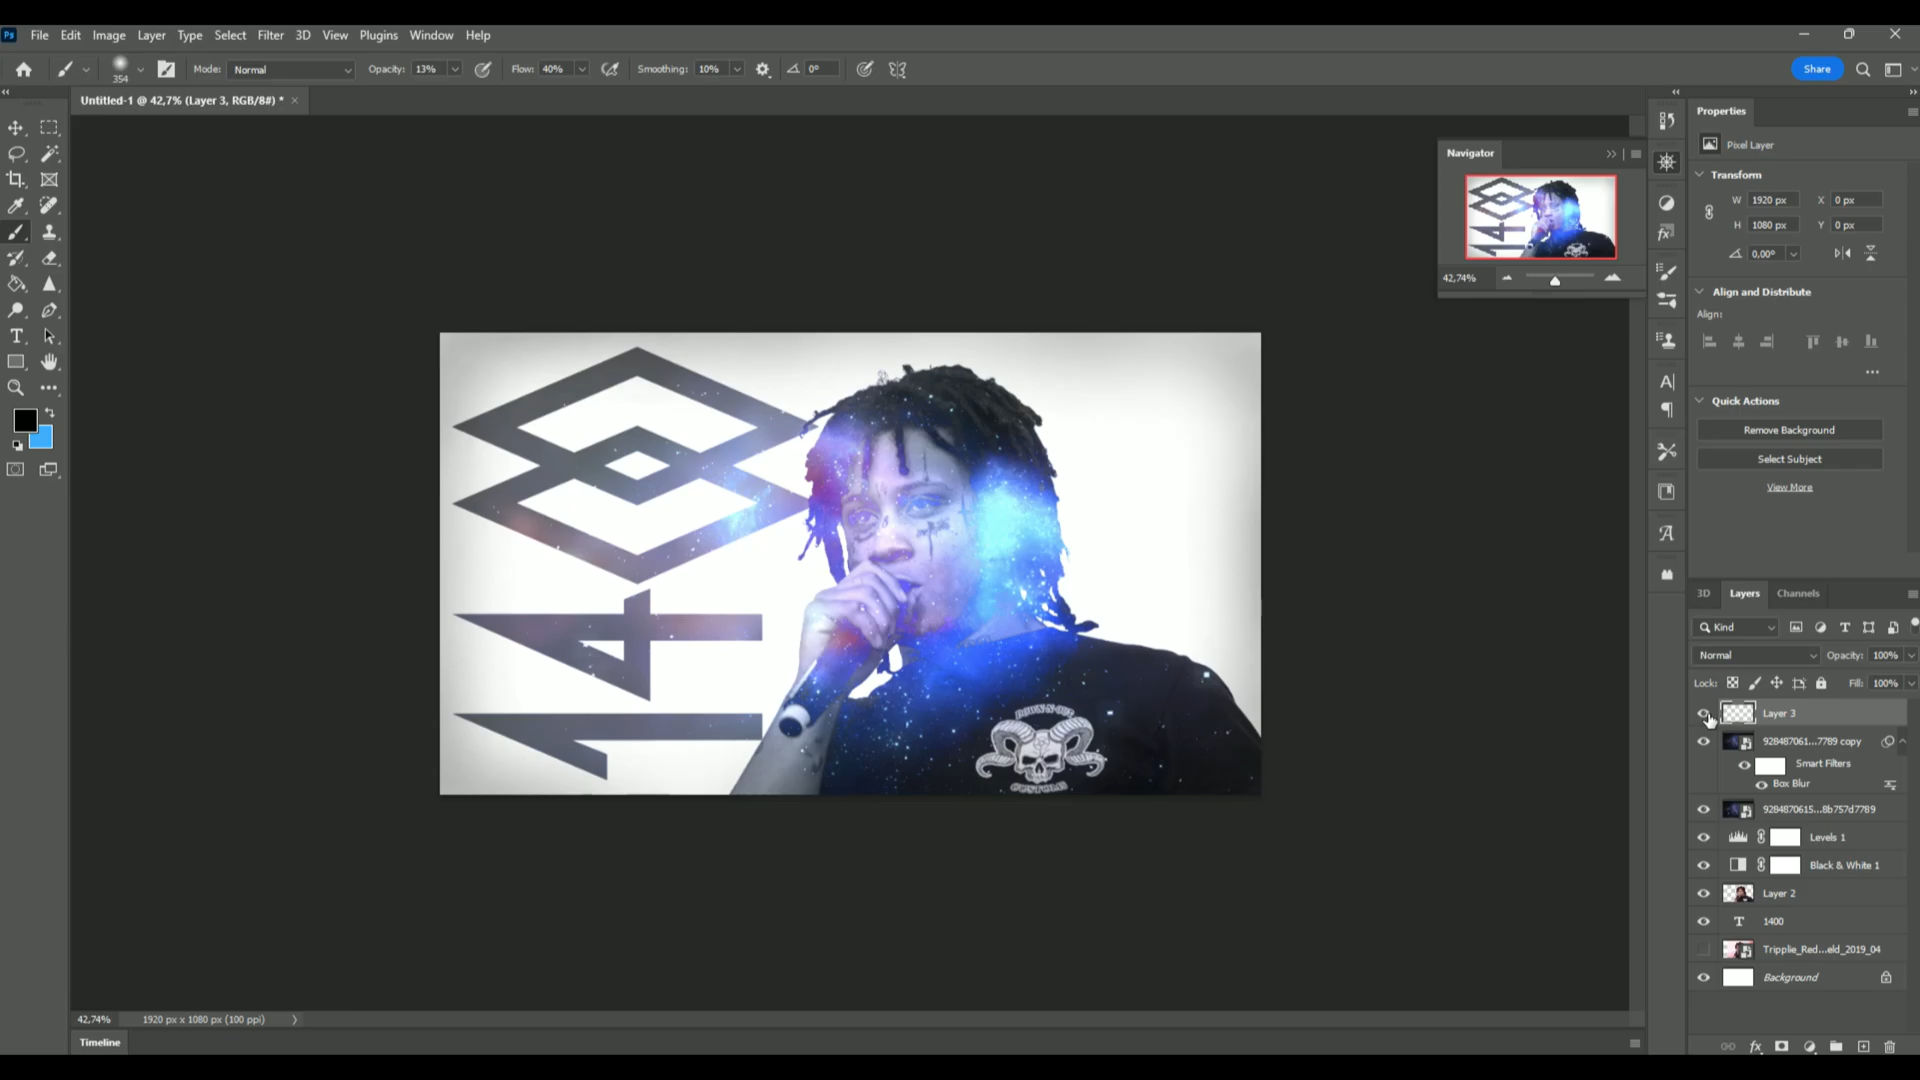 Ps File Edit Image Layer Type Select Filter 3D View Plugins Window Help
354 Mode: Normal Opacity: 13% Flow: 40% Smoothing: 10% 0° Share
Untitled-1 @ 42,7% (Layer 3, RGB/8#) * ×
Navigator
42,74%
Properties
Pixel Layer
Transform
W 1920 px X 0 px
H 1080 px Y 0 px
0,00°
Align and Distribute
Align:
Quick Actions
Remove Background
Select Subject
View More
1400
CUSTOM
3D Layers Channels
Kind
Normal Opacity: 100%
Lock: Fill: 100%
Layer 3
928487061...7789 copy
Smart Filters
Box Blur
9284870615...8b757d7789
Levels 1
Black & White 1
Layer 2
1400
Tripplie_Red...eld_2019_04
Background
42,74% 1920 px x 1080 px (100 ppi)
Timeline